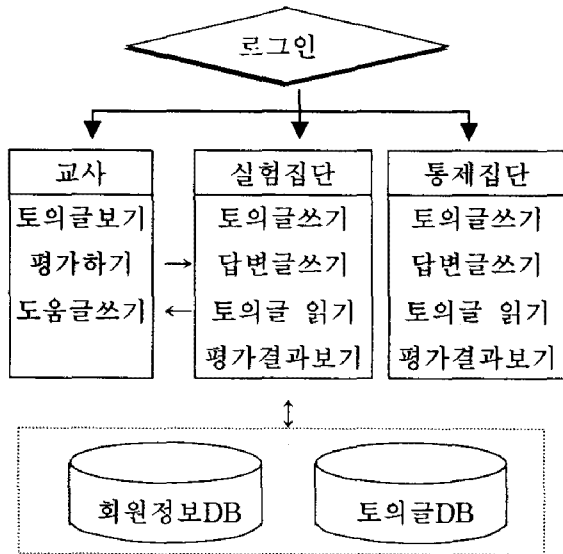 로그인
교사
토의글보기
평가하기
도움글쓰기
실험집단
토의글쓰기
답변글쓰기
토의글 읽기
평가결과보기
통제집단
토의글쓰기
답변글쓰기
토의글 읽기
평가결과보기
회원정보DB
토의글DB